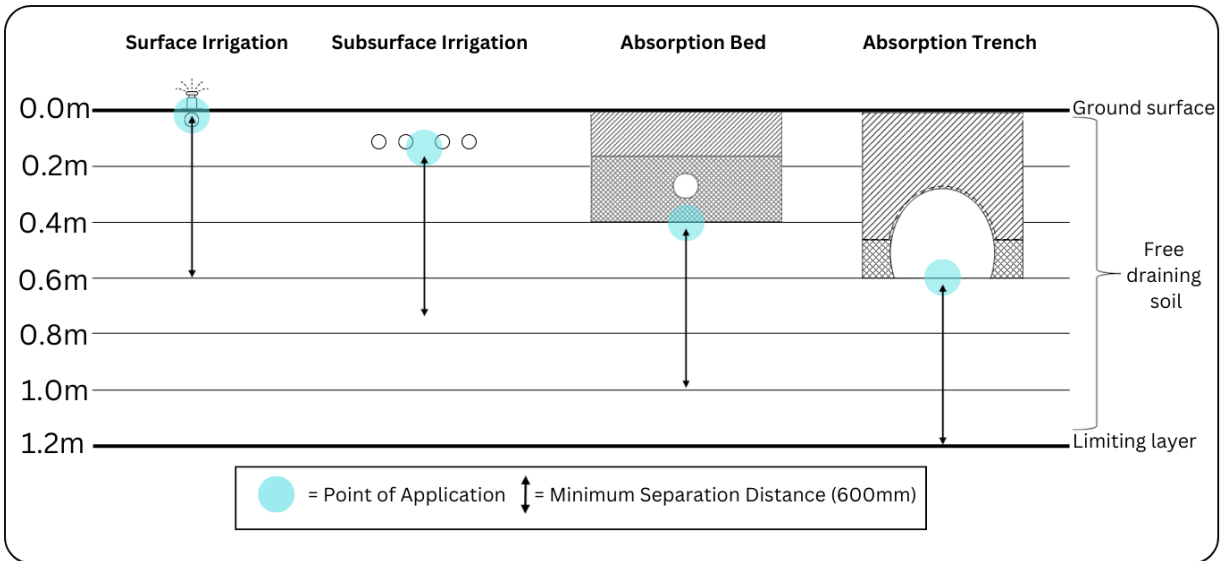 Surface Irrigation
Subsurface Irrigation
Absorption Bed
Absorption Trench
0.0m
Ground surface
0.2m
0.4m
0.6m
Free
draining
soil
0.8m
1.0m
1.2m
Limiting layer
= Point of Application
= Minimum Separation Distance (600mm)